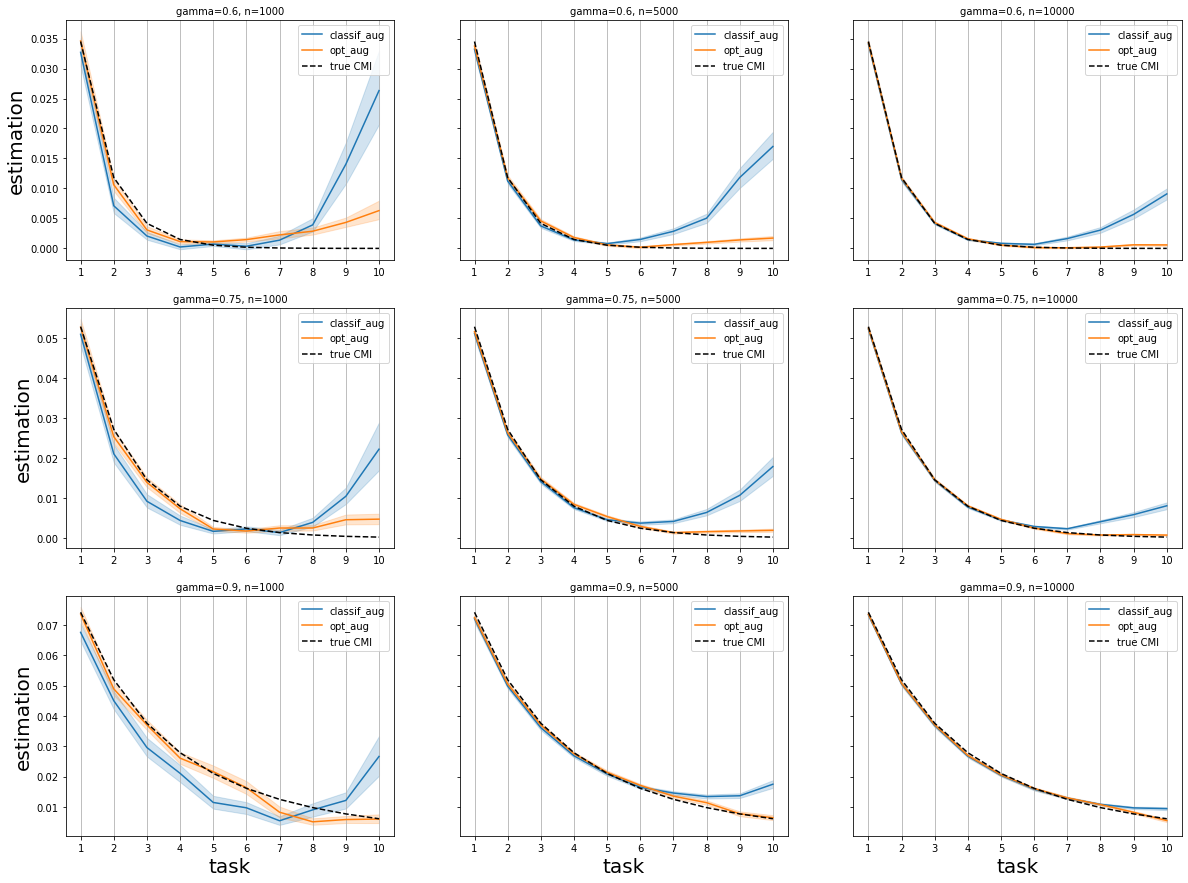 gamma=0.6, n=1000
estimation
0.035
0.030
0.025
0.020
0.015
0.010
0.005
0.000
classif_aug
opt_aug
true CMI
1 2 3 4 5 6 7 8 9 10
gamma=0.6, n=5000
classif_aug
opt_aug
true CMI
1 2 3 4 5 6 7 8 9 10
gamma=0.6, n=10000
classif_aug
opt_aug
true CMI
1 2 3 4 5 6 7 8 9 10
gamma=0.75, n=1000
estimation
0.05
0.04
0.03
0.02
0.01
0.00
classif_aug
opt_aug
true CMI
1 2 3 4 5 6 7 8 9 10
gamma=0.75, n=5000
classif_aug
opt_aug
true CMI
1 2 3 4 5 6 7 8 9 10
gamma=0.75, n=10000
classif_aug
opt_aug
true CMI
1 2 3 4 5 6 7 8 9 10
gamma=0.9, n=1000
estimation
0.07
0.06
0.05
0.04
0.03
0.02
0.01
classif_aug
opt_aug
true CMI
1 2 3 4 5 6 7 8 9 10
task
gamma=0.9, n=5000
classif_aug
opt_aug
true CMI
1 2 3 4 5 6 7 8 9 10
task
gamma=0.9, n=10000
classif_aug
opt_aug
true CMI
1 2 3 4 5 6 7 8 9 10
task